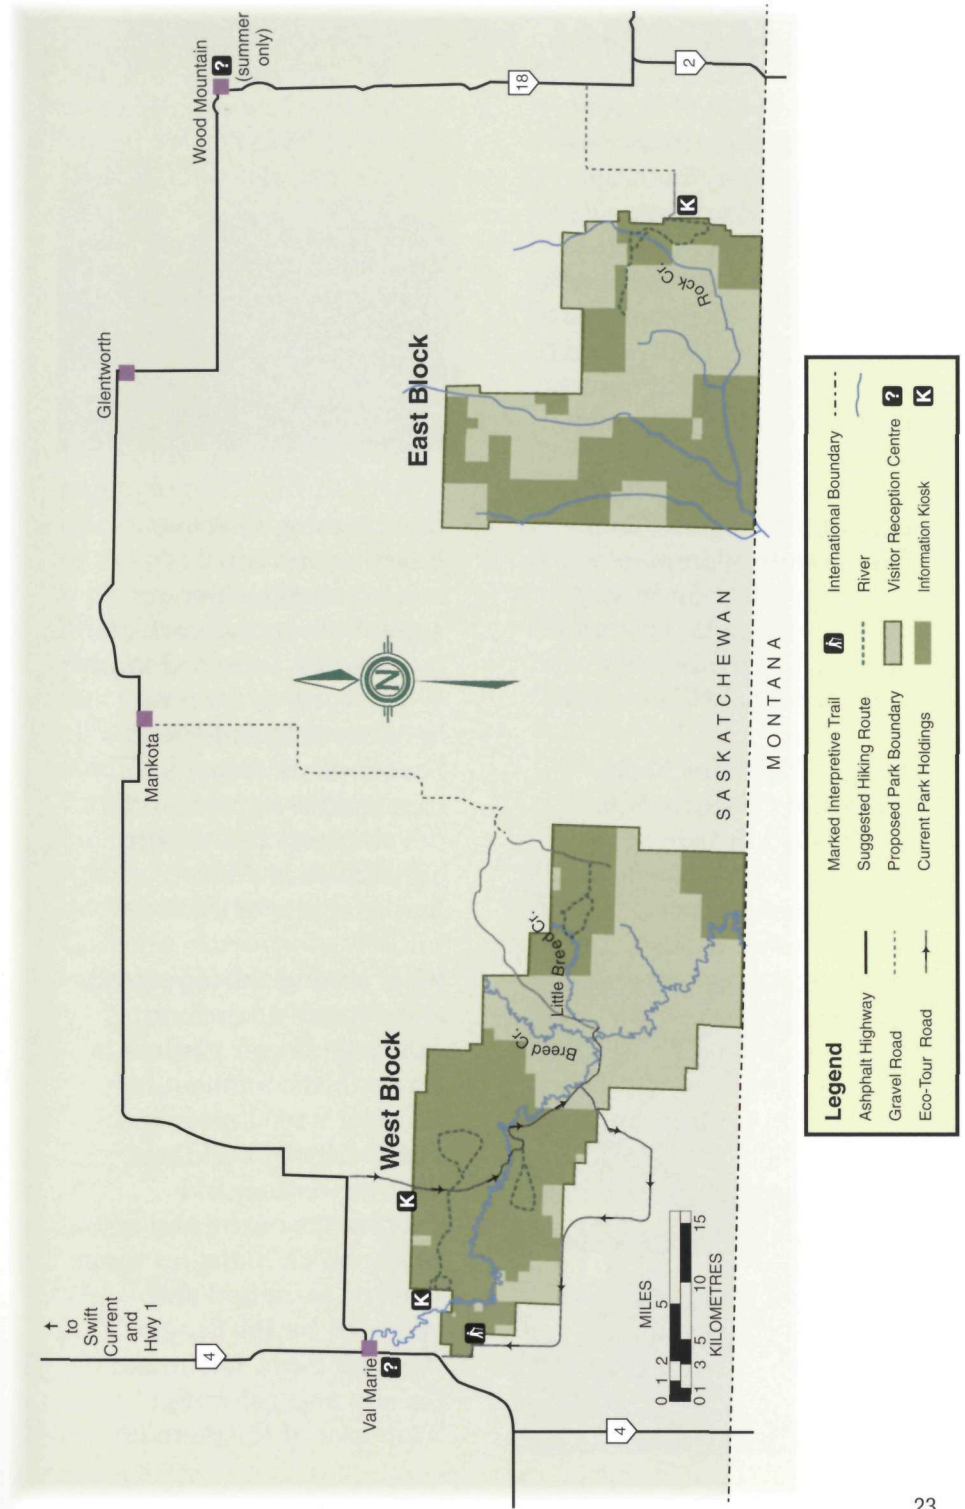 ↑
to
Swift
Current
and
Hwy 1
4
Val Marie
?
4
K
K
West Block
Breed Cr.
Little Breed Cr.
Mankota
N
Glentworth
Wood Mountain
?
(summer
only)
18
2
East Block
Rock Cr.
K
SASKATCHEWAN
MONTANA
MILES
0 1 2 5
0 1 3 5 10 15
KILOMETRES
Legend
Ashphalt Highway
Gravel Road
Eco-Tour Road
Marked Interpretive Trail
Suggested Hiking Route
Proposed Park Boundary
Current Park Holdings
International Boundary
River
Visitor Reception Centre ?
Information Kiosk K
23